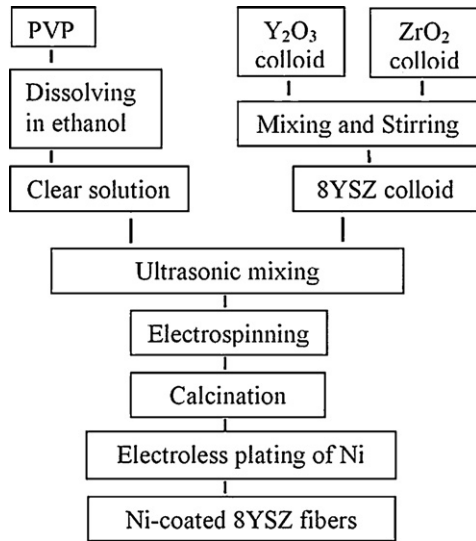 PVP
Y₂O₃
colloid
ZrO₂
colloid
Dissolving
in ethanol
Mixing and Stirring
Clear solution
8YSZ colloid
Ultrasonic mixing
Electrospinning
Calcination
Electroless plating of Ni
Ni-coated 8YSZ fibers